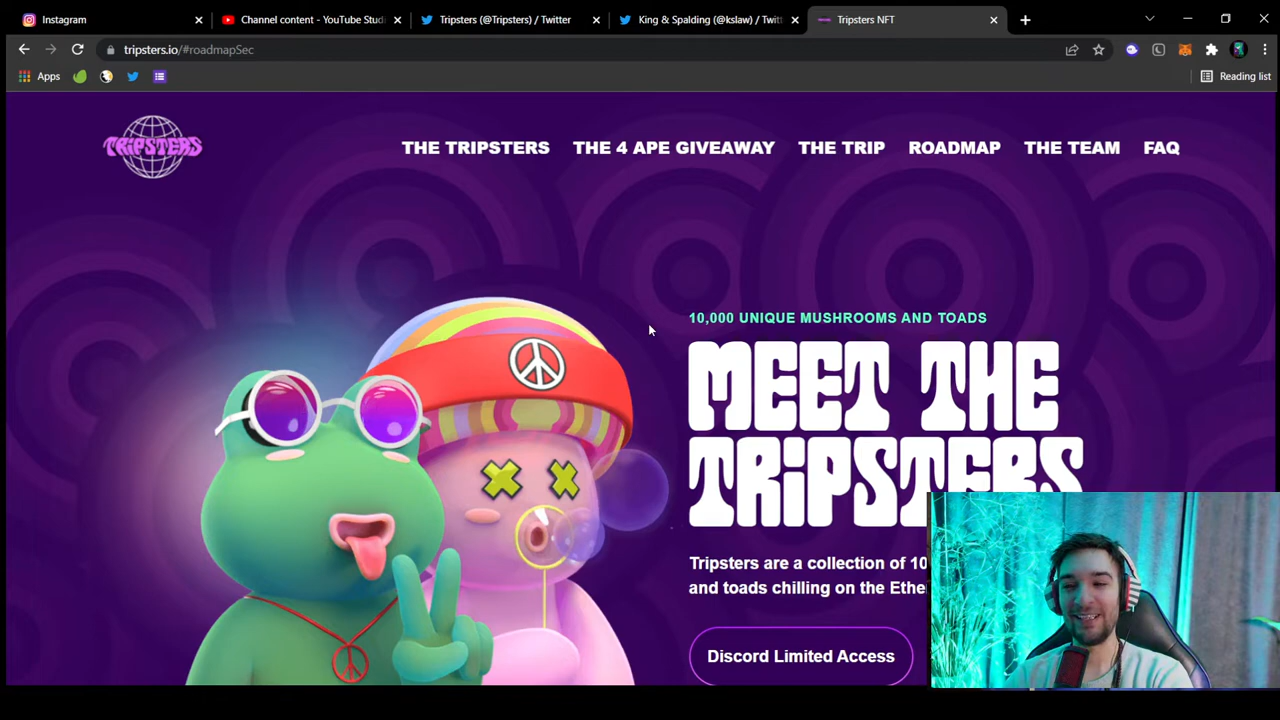 Instagram
Channel content - YouTube Studi
Tripsters (@Tripsters) / Twitter
King & Spalding (@kslaw) / Twitt
Tripsters NFT
tripsters.io/#roadmapSec
Apps
Reading list
TRIPSTERS
THE TRIPSTERS
THE 4 APE GIVEAWAY
THE TRIP
ROADMAP
THE TEAM
FAQ
10,000 UNIQUE MUSHROOMS AND TOADS
MEET THE
TRIPSTERS
Tripsters are a collection of 10
and toads chilling on the Ethe
Discord Limited Access